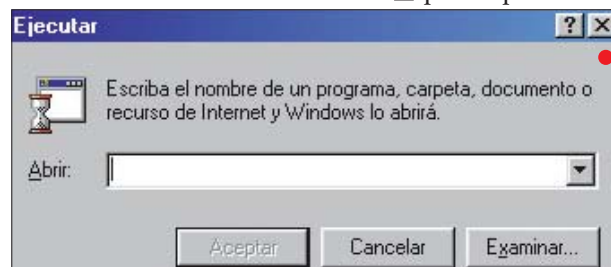 Ejecutar
Escriba el nombre de un programa, carpeta, documento o
recurso de Internet y Windows lo abrirá.
Abrir:
Aceptar Cancelar Examinar...